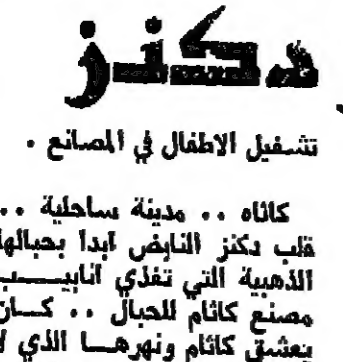 دكنز
تشغيل الاطفال في المصانع .
كاثام .. مدينة ساحلية ..
قلب دكنز النابض أبدا بحبالها
الذهبية التي تغذي انابيب
مصنع كاثام للحبال .. كان
يعشق كاثام ونهرها الذي